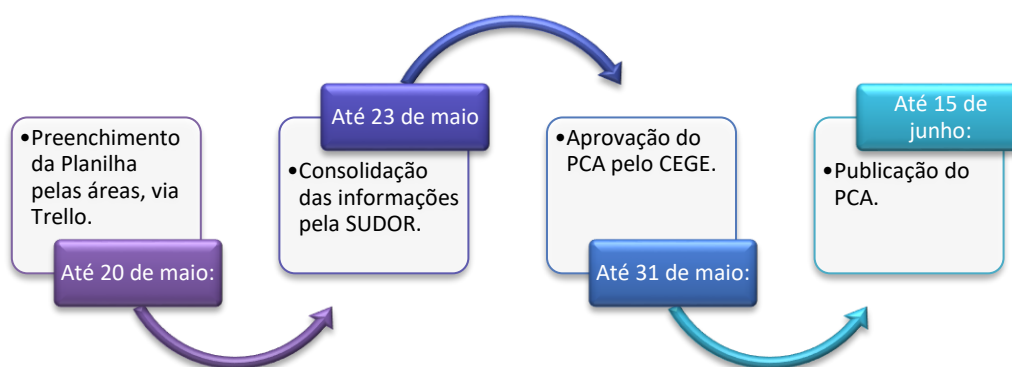 •Preenchimento
da Planilha
pelas áreas, via
Trello.
Até 20 de maio:
Até 23 de maio
•Consolidação
das informações
pela SUDOR.
•Aprovação do
PCA pelo CEGE.
Até 31 de maio:
Até 15 de
junho:
•Publicação do
PCA.